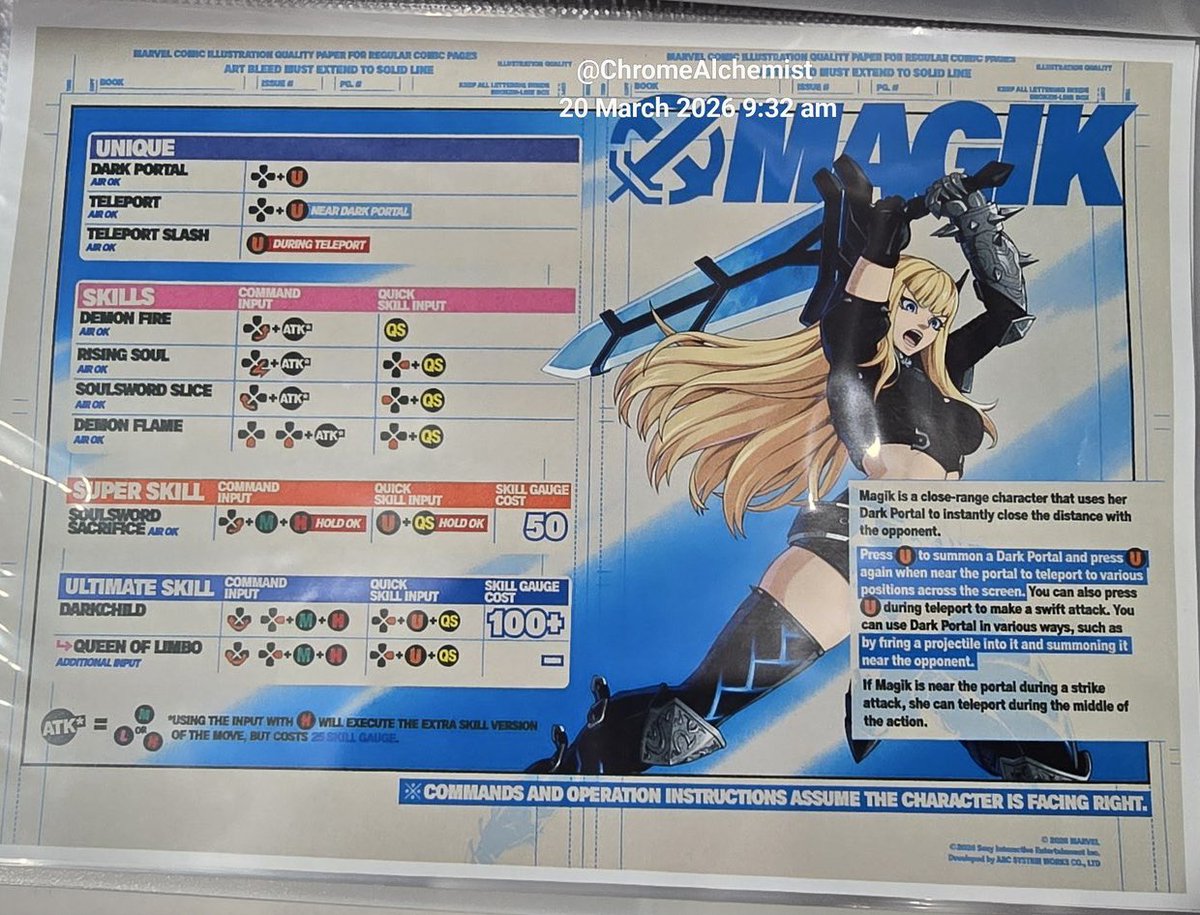 MARVEL COMIC ILLUSTRATION QUALITY PAPER FOR REGULAR COMIC PAGES
ART BLEED MUST EXTEND TO SOLID LINE
ILLUSTRATION QUALITY
BOOK ISSUE # PG. # KEEP ALL LETTERING INSIDE
BROKEN-LINE BOX
MARVEL COMIC ILLUSTRATION QUALITY PAPER FOR REGULAR COMIC PAGES
BLEED MUST EXTEND TO SOLID LINE
ILLUSTRATION QUALITY
BOOK ISSUE # PG. # KEEP ALL LETTERING INSIDE
BROKEN-LINE BOX
@ChromeAlchemist
20 March 2026 9:32 am
MAGIK
UNIQUE
DARK PORTAL + U
AIR OK
TELEPORT + U NEAR DARK PORTAL
AIR OK
TELEPORT SLASH U DURING TELEPORT
AIR OK
SKILLS COMMAND INPUT QUICK SKILL INPUT
DEMON FIRE + ATK* QS
AIR OK
RISING SOUL + ATK* + QS
AIR OK
SOULSWORD SLICE + ATK* + QS
AIR OK
DEMON FLAME + ATK* + QS
AIR OK
SUPER SKILL COMMAND INPUT QUICK SKILL INPUT SKILL GAUGE COST
SOULSWORD
SACRIFICE AIR OK + M + H HOLD OK U + QS HOLD OK 50
ULTIMATE SKILL COMMAND INPUT QUICK SKILL INPUT SKILL GAUGE COST
DARKCHILD + M + H + U + QS 100+
QUEEN OF LIMBO + M + H + U + QS -
ADDITIONAL INPUT
ATK* = L M OR H
*USING THE INPUT WITH H WILL EXECUTE THE EXTRA SKILL VERSION
OF THE MOVE, BUT COSTS 25 SKILL GAUGE.
Magik is a close-range character that uses her
Dark Portal to instantly close the distance with
the opponent.
Press U to summon a Dark Portal and press U
again when near the portal to teleport to various
positions across the screen. You can also press
U during teleport to make a swift attack. You
can use Dark Portal in various ways, such as
by firing a projectile into it and summoning it
near the opponent.
If Magik is near the portal during a strike
attack, she can teleport during the middle of
the action.
※ COMMANDS AND OPERATION INSTRUCTIONS ASSUME THE CHARACTER IS FACING RIGHT.
© 2026 MARVEL
©2026 Sony Interactive Entertainment Inc.
Developed by ARC SYSTEM WORKS CO., LTD